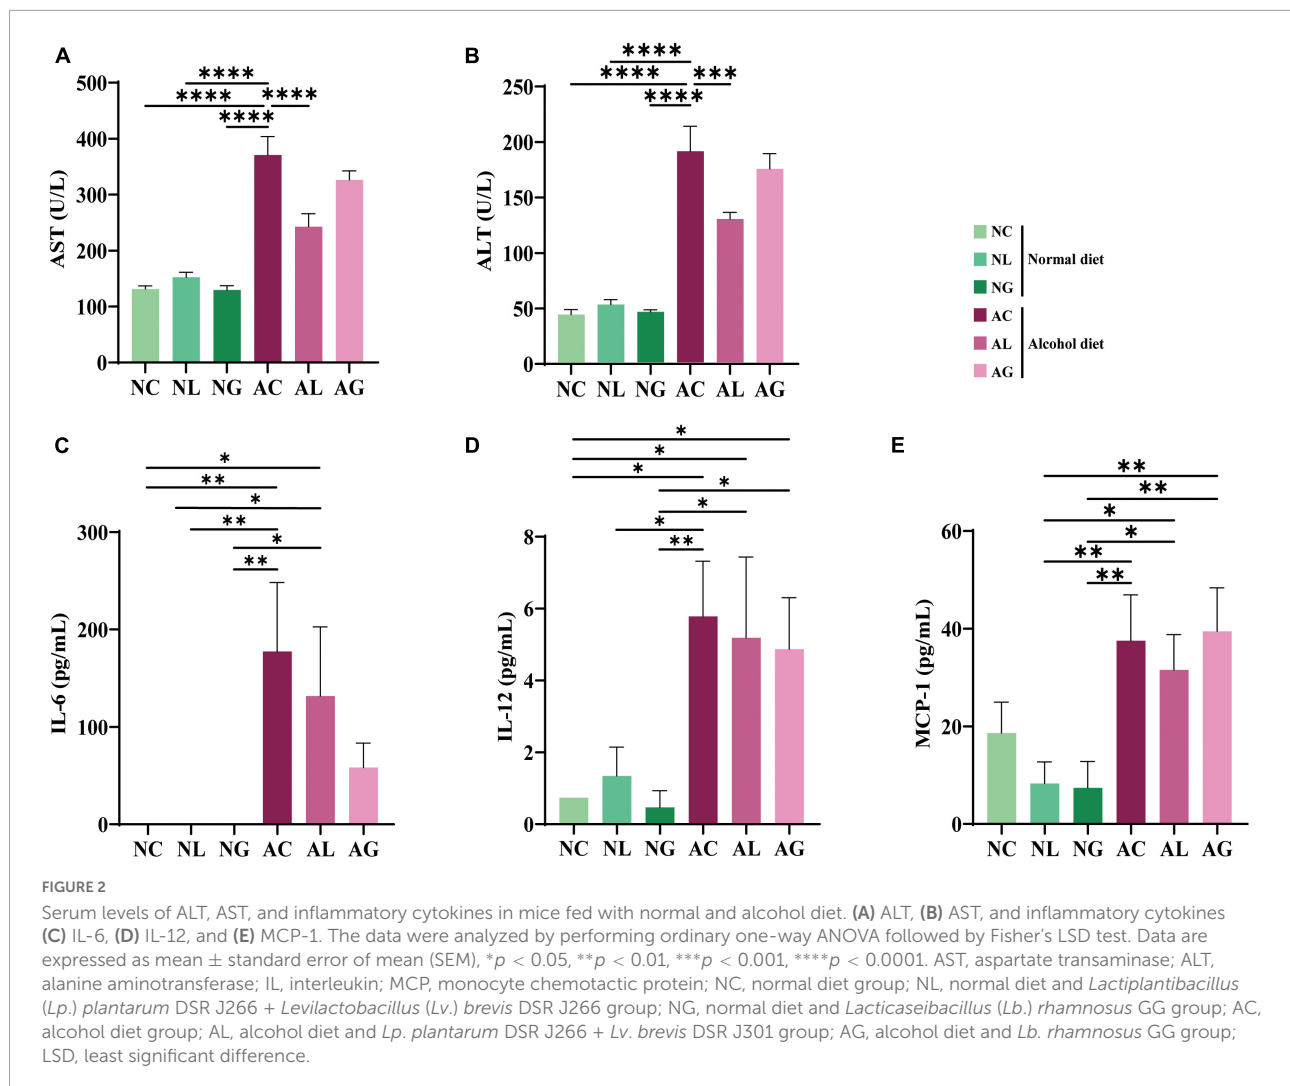 A
AST (U/L)
500
400
300
200
100
0
****
****
****
****
NC NL NG AC AL AG
B
ALT (U/L)
250
200
150
100
50
0
****
****
***
****
NC NL NG AC AL AG
NC
NL
NG
Normal diet
AC
AL
AG
Alcohol diet
C
IL-6 (pg/mL)
300
200
100
0
*
**
*
**
*
**
NC NL NG AC AL AG
D
IL-12 (pg/mL)
8
6
4
2
0
*
*
*
*
*
*
**
NC NL NG AC AL AG
E
MCP-1 (pg/mL)
60
40
20
0
**
**
*
*
**
**
NC NL NG AC AL AG
FIGURE 2
Serum levels of ALT, AST, and inflammatory cytokines in mice fed with normal and alcohol diet. (A) ALT, (B) AST, and inflammatory cytokines
(C) IL-6, (D) IL-12, and (E) MCP-1. The data were analyzed by performing ordinary one-way ANOVA followed by Fisher's LSD test. Data are
expressed as mean ± standard error of mean (SEM), *p < 0.05, **p < 0.01, ***p < 0.001, ****p < 0.0001. AST, aspartate transaminase; ALT,
alanine aminotransferase; IL, interleukin; MCP, monocyte chemotactic protein; NC, normal diet group; NL, normal diet and Lactiplantibacillus
(Lp.) plantarum DSR J266 + Levilactobacillus (Lv.) brevis DSR J266 group; NG, normal diet and Lacticaseibacillus (Lb.) rhamnosus GG group; AC,
alcohol diet group; AL, alcohol diet and Lp. plantarum DSR J266 + Lv. brevis DSR J301 group; AG, alcohol diet and Lb. rhamnosus GG group;
LSD, least significant difference.